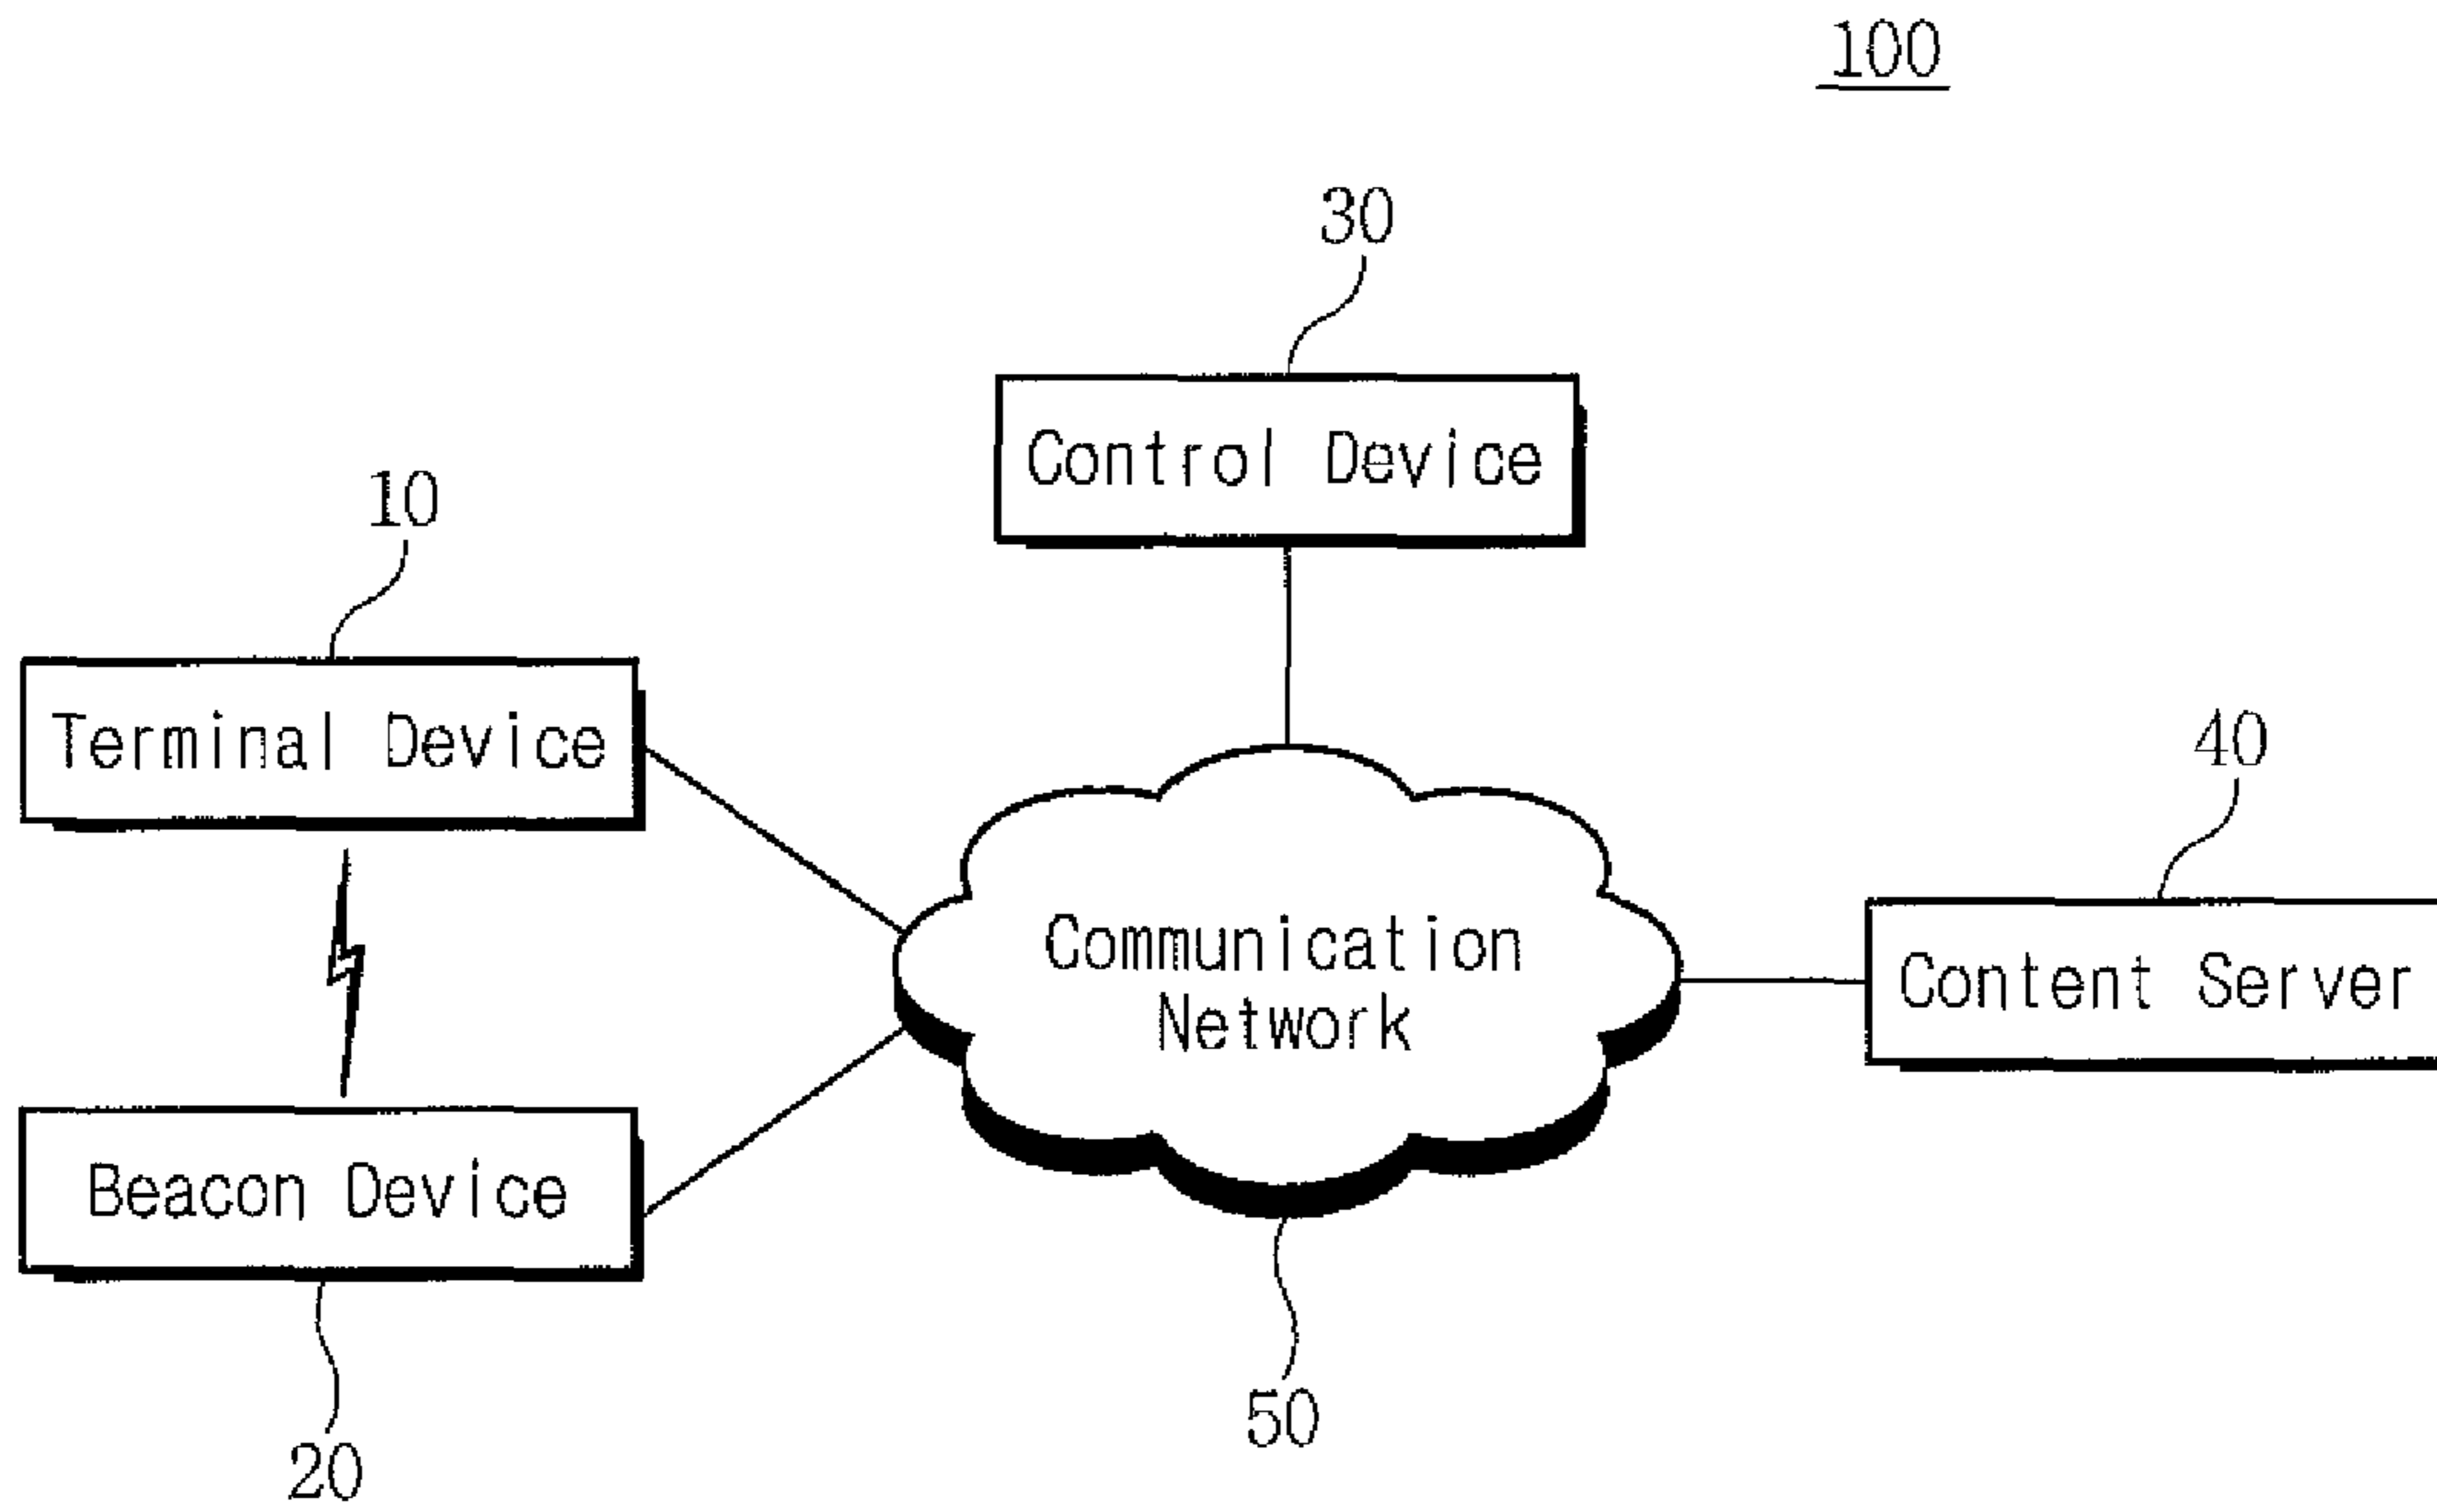 100
30
Control Device
10
Terminal Device
40
Communication
Network
Content Server
Beacon Device
50
20